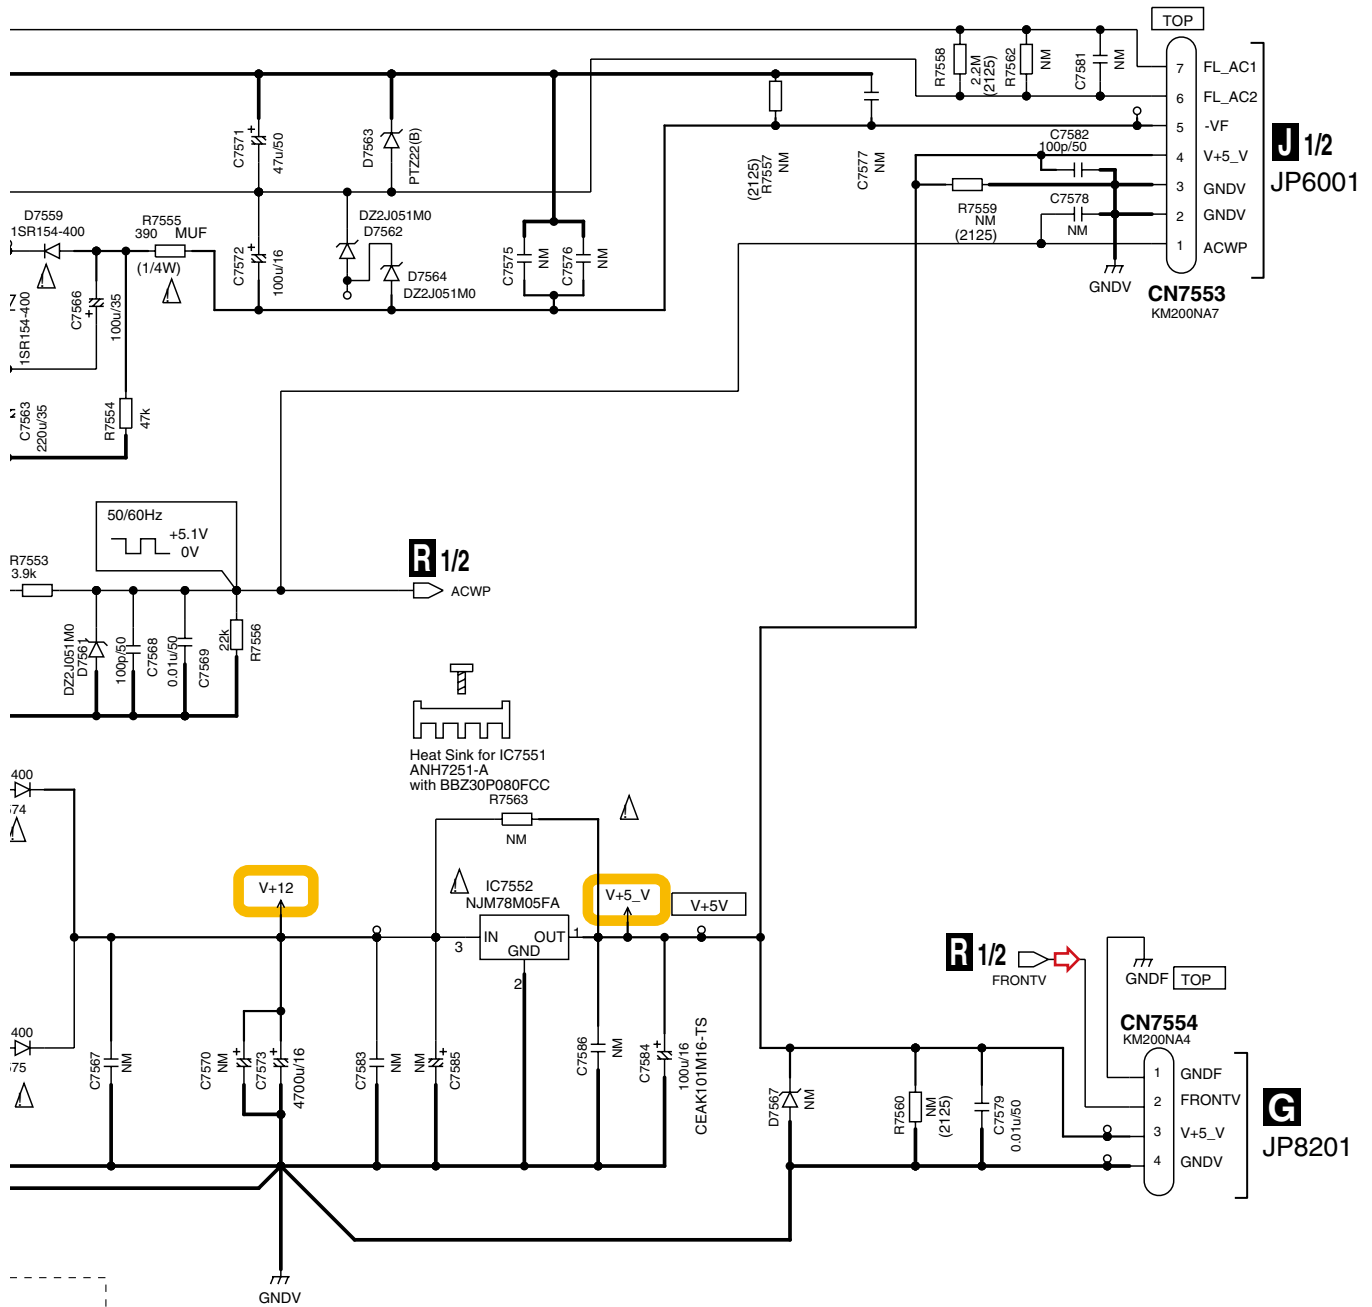 TOP
R7558
2.2M
(2125)
R7562
NM
C7581
NM
7 FL_AC1
6 FL_AC2
5 -VF
4 V+5_V
3 GNDV
2 GNDV
1 ACWP
J 1/2
JP6001
C7582
100p/50
C7571
47u/50
D7563
PTZ22(B)
(2125)
R7557
NM
C7577
NM
R7559
NM
(2125)
C7578
NM
GNDV
CN7553
KM200NA7
D7559
1SR154-400
R7555
390 MUF
(1/4W)
C7572
100u/16
DZ2J051M0
D7562
D7564
DZ2J051M0
C7575
NM
C7576
NM
1SR154-400
C7566
100u/35
C7563
220u/35
R7554
47k
50/60Hz
+5.1V
0V
R 1/2
ACWP
R7553
3.9k
DZ2J051M0
D7561
100p/50
C7568
0.01u/50
C7569
22k
R7556
Heat Sink for IC7551
ANH7251-A
with BBZ30P080FCC
R7563
NM
400
574
V+12
IC7552
NJM78M05FA
V+5_V
V+5V
3 IN OUT 1
GND
2
R 1/2
FRONTV
GNDF
TOP
CN7554
KM200NA4
400
575
C7567
NM
C7570
NM
C7573
4700u/16
C7583
NM
C7585
NM
C7586
NM
C7584
100u/16
CEAK101M16-TS
D7567
NM
R7560
NM
(2125)
C7579
0.01u/50
1 GNDF
2 FRONTV
3 V+5_V
4 GNDV
G
JP8201
GNDV